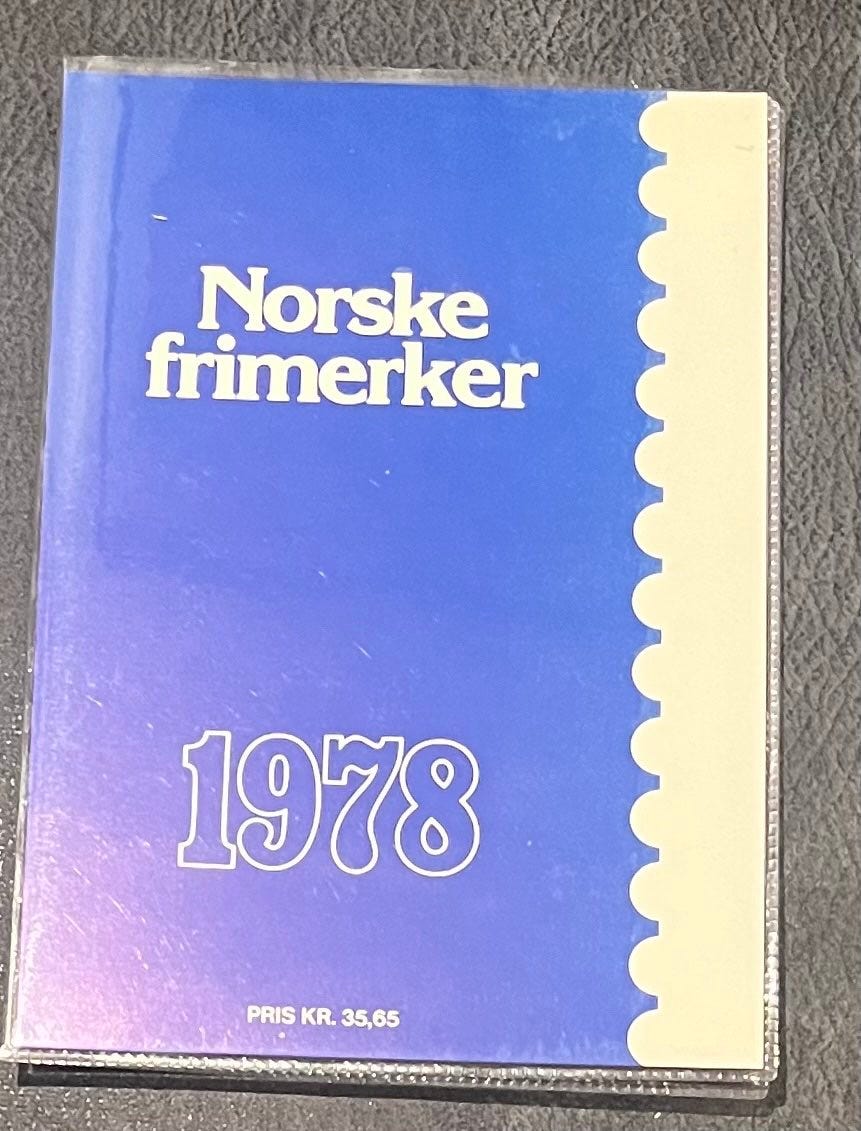 Norske
frimerker
1978
PRIS KR. 35,65